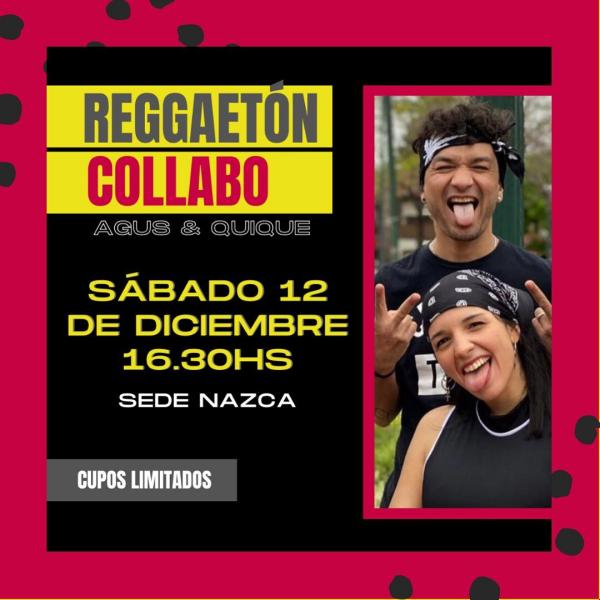 REGGAETÓN
COLLABO
AGUS & QUIQUE
SÁBADO 12
DE DICIEMBRE
16.30HS
SEDE NAZCA
CUPOS LIMITADOS